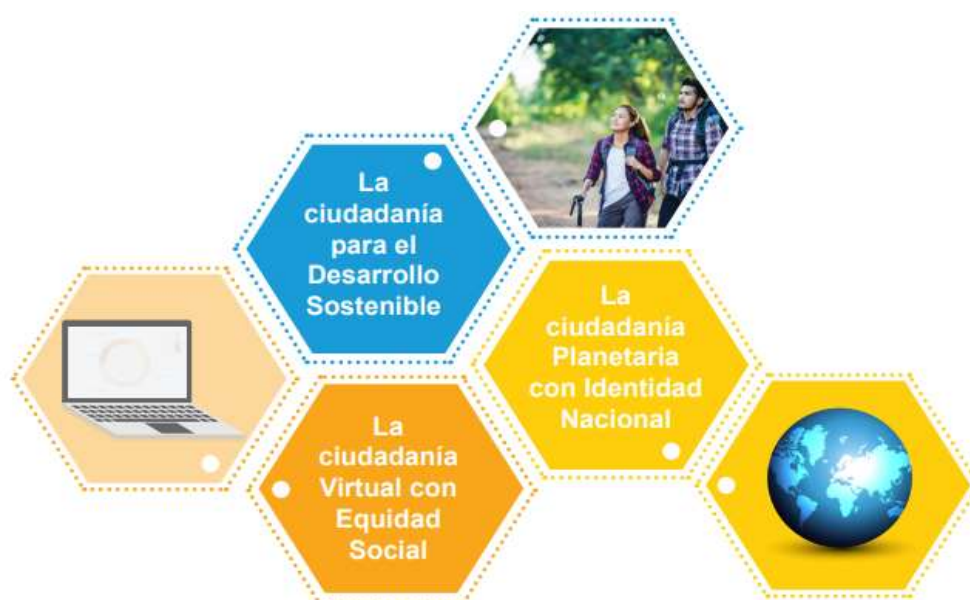 La
ciudadanía
para el
Desarrollo
Sostenible
La
ciudadanía
Planetaria
con Identidad
Nacional
La
ciudadanía
Virtual con
Equidad
Social